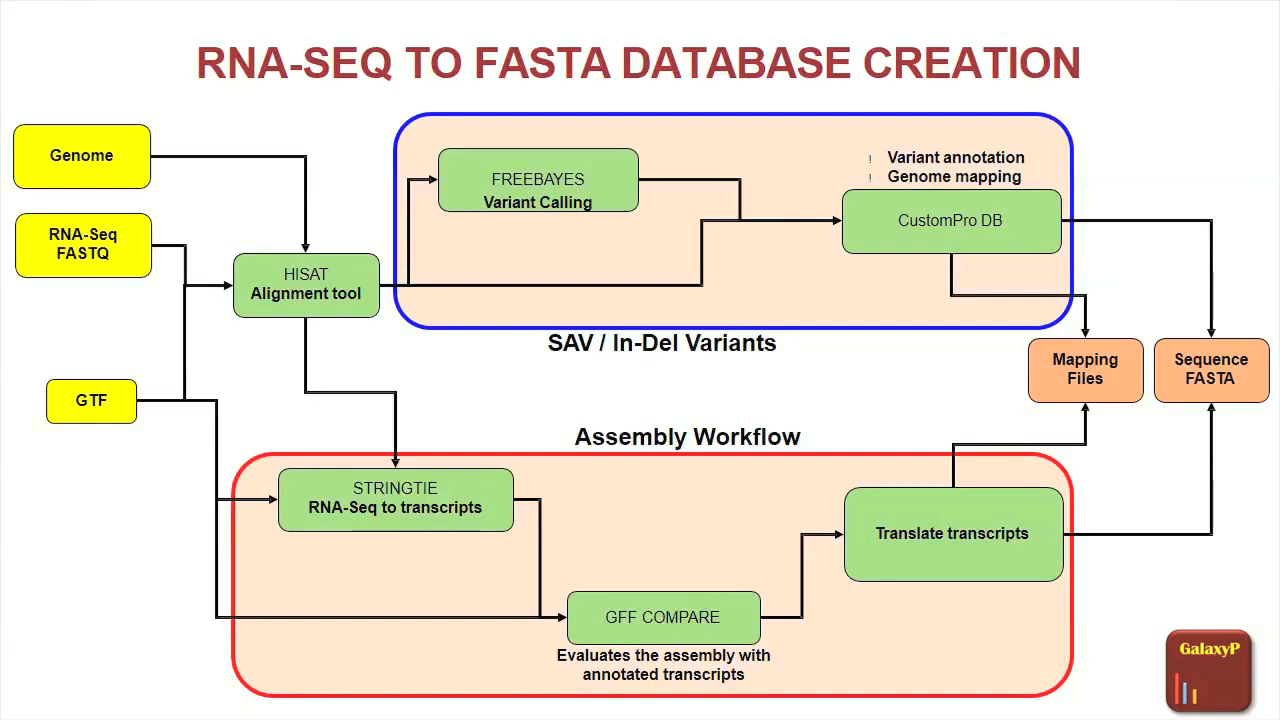 RNA-SEQ TO FASTA DATABASE CREATION
Genome
RNA-Seq
FASTQ
GTF
HISAT
Alignment tool
FREEBAYES
Variant Calling
! Variant annotation
! Genome mapping
CustomPro DB
SAV / In-Del Variants
Mapping
Files
Sequence
FASTA
Assembly Workflow
STRINGTIE
RNA-Seq to transcripts
GFF COMPARE
Evaluates the assembly with
annotated transcripts
Translate transcripts
GalaxyP